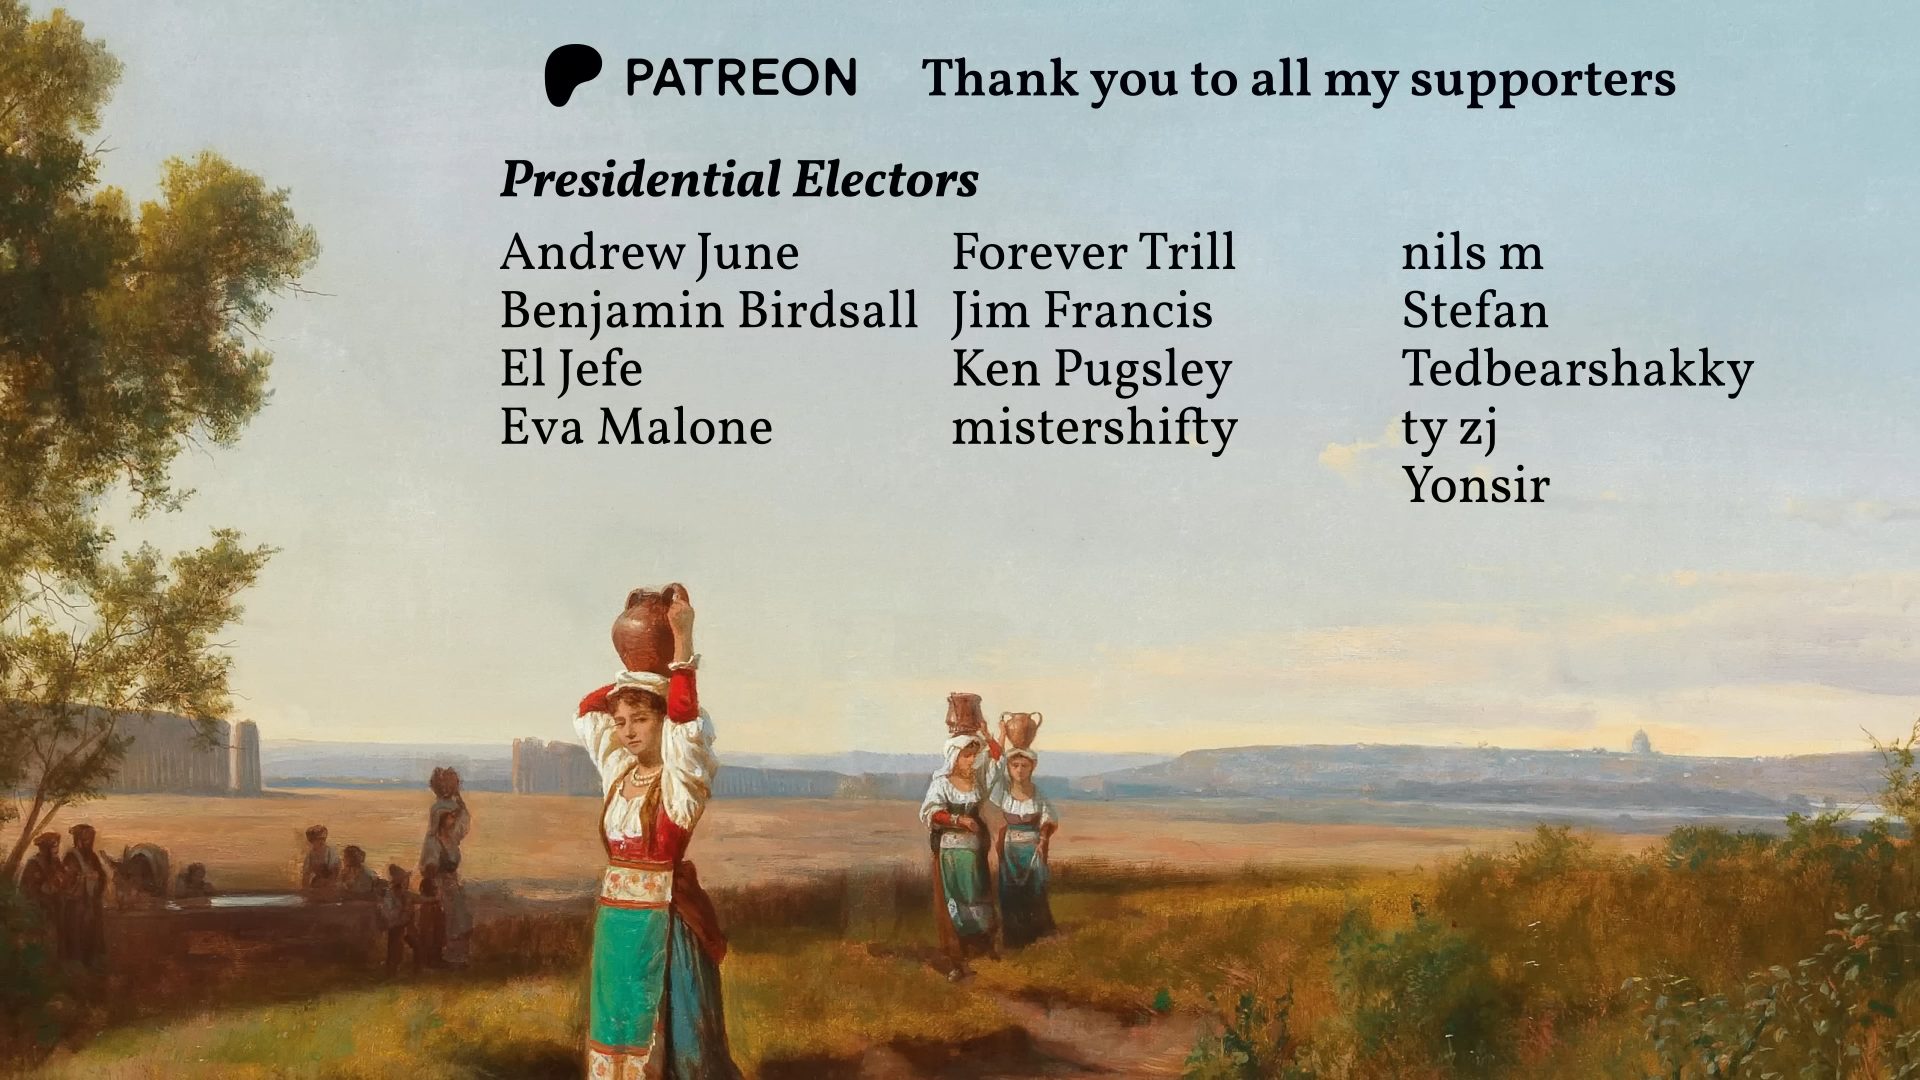 PATREON Thank you to all my supporters
Presidential Electors
Andrew June
Benjamin Birdsall
El Jefe
Eva Malone
Forever Trill
Jim Francis
Ken Pugsley
mistershifty
nils m
Stefan
Tedbearshakky
ty zj
Yonsir